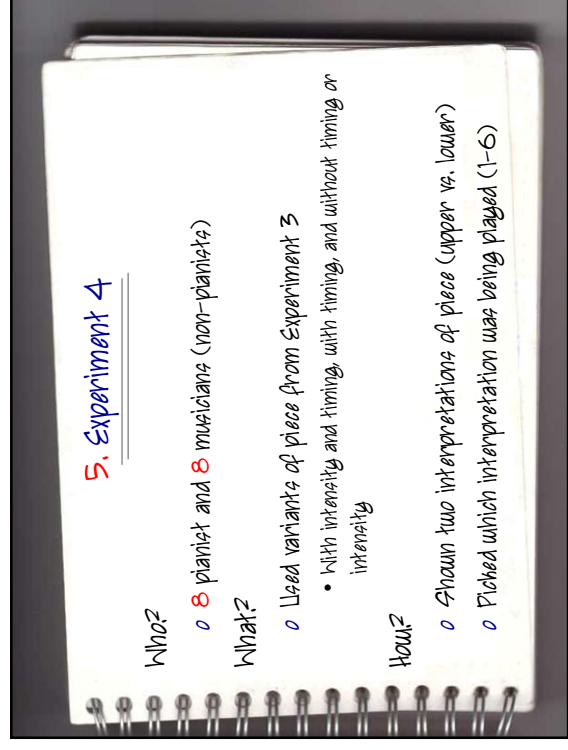 5. Experiment 4
Who?
o 8 pianist and 8 musicians (non-pianists)
What?
o Used variants of piece from Experiment 3
• With intensity and timing, with timing, and without timing or
intensity
How?
o Shown two interpretations of piece (upper vs. lower)
o Picked which interpretation was being played (1-6)